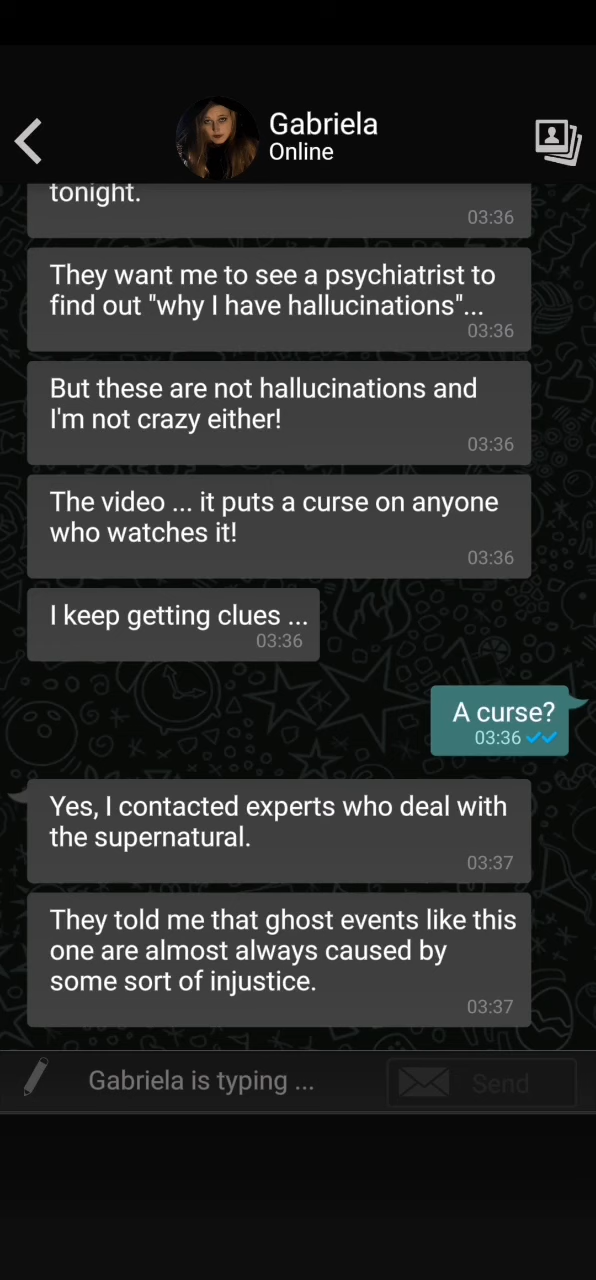 Gabriela
Online
tonight.
03:36
They want me to see a psychiatrist to
find out "why I have hallucinations"...
03:36
But these are not hallucinations and
I'm not crazy either!
03:36
The video ... it puts a curse on anyone
who watches it!
03:36
I keep getting clues ...
03:36
A curse?
03:36
Yes, I contacted experts who deal with
the supernatural.
03:37
They told me that ghost events like this
one are almost always caused by
some sort of injustice.
03:37
Gabriela is typing ...
Send